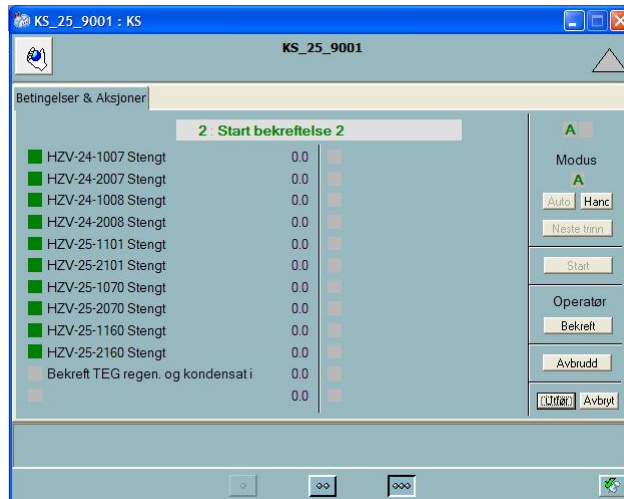 KS_25_9001 : KS
KS_25_9001
Betingelser & Aksjoner
2 : Start bekreftelse 2
A
HZV-24-1007 Stengt 0.0
HZV-24-2007 Stengt 0.0
HZV-24-1008 Stengt 0.0
HZV-24-2008 Stengt 0.0
HZV-25-1101 Stengt 0.0
HZV-25-2101 Stengt 0.0
HZV-25-1070 Stengt 0.0
HZV-25-2070 Stengt 0.0
HZV-25-1160 Stengt 0.0
HZV-25-2160 Stengt 0.0
Bekreft TEG regen. og kondensat i 0.0
0.0
Modus
A
Auto Hanc
Neste trinn
Start
Operatør
Bekreft
Avbrudd
Utfør Avbryt